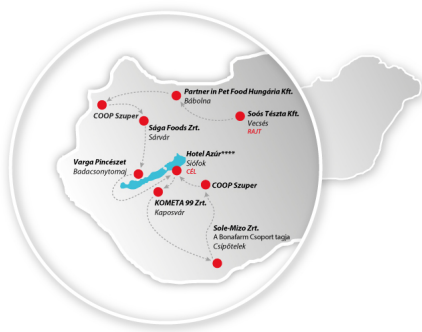 Partner in Pet Food Hungária Kft.
Bábolna
COOP Szuper
Soós Tészta Kft.
Vecsés
RAJT
Sága Foods Zrt.
Sárvár
Varga Pincészet
Badacsonytomaj
Hotel Azúr****
Siófok
CÉL
COOP Szuper
KOMETA 99 Zrt.
Kaposvár
Sole-Mizo Zrt.
A Bonafarm Csoport tagja
Csipőtelek